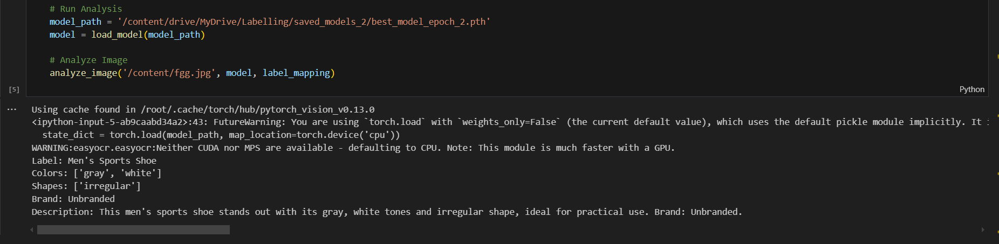 # Run Analysis
model_path = '/content/drive/MyDrive/Labelling/saved_models_2/best_model_epoch_2.pth'
model = load_model(model_path)
# Analyze Image
analyze_image('/content/fgg.jpg', model, label_mapping)
[5]
Python
... Using cache found in /root/.cache/torch/hub/pytorch_vision_v0.13.0
<ipython-input-5-ab9caabd34a2>:43: FutureWarning: You are using `torch.load` with `weights_only=False` (the current default value), which uses the default pickle module implicitly. It
state_dict = torch.load(model_path, map_location=torch.device('cpu'))
WARNING:easyocr.easyocr:Neither CUDA nor MPS are available - defaulting to CPU. Note: This module is much faster with a GPU.
Label: Men's Sports Shoe
Colors: ['gray', 'white']
Shapes: ['irregular']
Brand: Unbranded
Description: This men's sports shoe stands out with its gray, white tones and irregular shape, ideal for practical use. Brand: Unbranded.